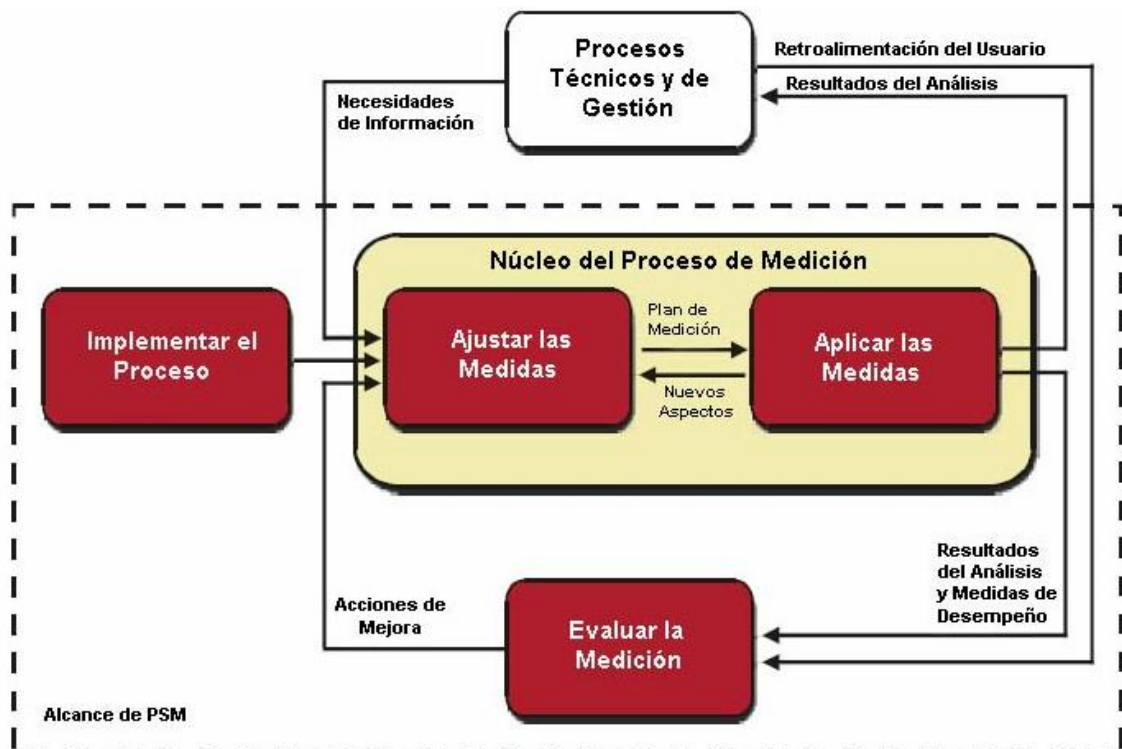 Procesos
Técnicos y de
Gestión
Retroalimentación del Usuario
Resultados del Análisis
Necesidades
de Información
Núcleo del Proceso de Medición
Implementar el
Proceso
Ajustar las
Medidas
Plan de
Medición
Nuevos
Aspectos
Aplicar las
Medidas
Resultados
del Análisis
y Medidas de
Desempeño
Acciones de
Mejora
Evaluar la
Medición
Alcance de PSM